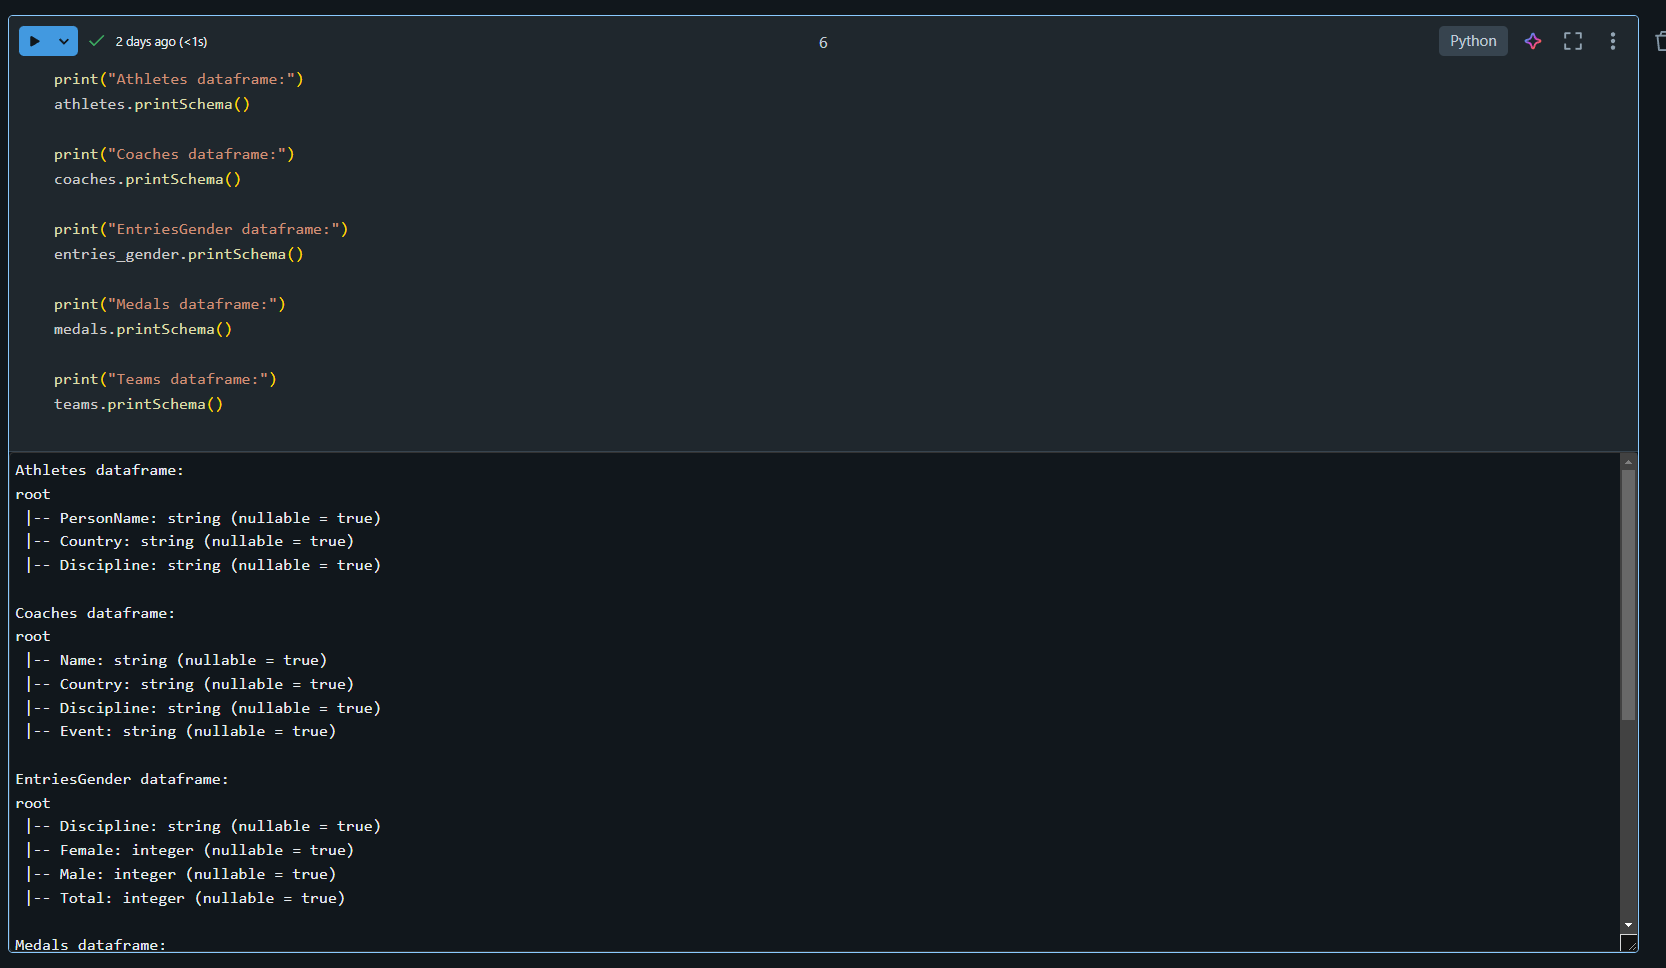 2 days ago (<1s)
6
Python
print("Athletes dataframe:")
athletes.printSchema()
print("Coaches dataframe:")
coaches.printSchema()
print("EntriesGender dataframe:")
entries_gender.printSchema()
print("Medals dataframe:")
medals.printSchema()
print("Teams dataframe:")
teams.printSchema()
Athletes dataframe:
root
 |-- PersonName: string (nullable = true)
 |-- Country: string (nullable = true)
 |-- Discipline: string (nullable = true)
Coaches dataframe:
root
 |-- Name: string (nullable = true)
 |-- Country: string (nullable = true)
 |-- Discipline: string (nullable = true)
 |-- Event: string (nullable = true)
EntriesGender dataframe:
root
 |-- Discipline: string (nullable = true)
 |-- Female: integer (nullable = true)
 |-- Male: integer (nullable = true)
 |-- Total: integer (nullable = true)
Medals dataframe: